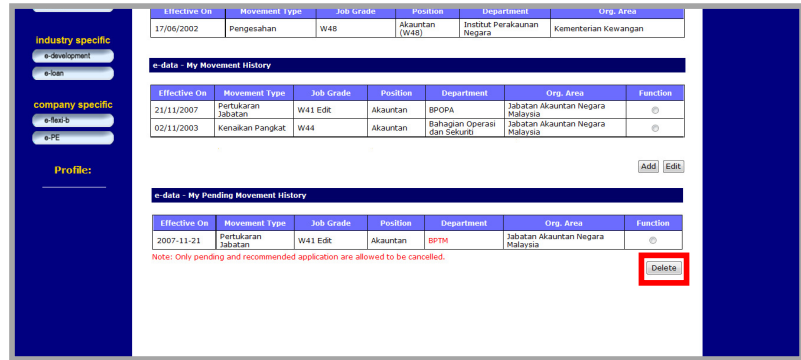 Effective On Movement Type Job Grade Position Department Org. Area
17/06/2002 Pengesahan W48 Akauntan (W48) Institut Perakaunan Negara Kementerian Kewangan
industry specific
e-development
e-loan
e-data - My Movement History
Effective On Movement Type Job Grade Position Department Org. Area Function
company specific
21/11/2007 Pertukaran Jabatan W41 Edit Akauntan BPOPA Jabatan Akauntan Negara Malaysia
e-flexi-b
02/11/2003 Kenaikan Pangkat W44 Akauntan Bahagian Operasi dan Sekuriti Jabatan Akauntan Negara Malaysia
e-PE
Profile:
Add Edit
e-data - My Pending Movement History
Effective On Movement Type Job Grade Position Department Org. Area Function
2007-11-21 Pertukaran Jabatan W41 Edit Akauntan BPTM Jabatan Akauntan Negara Malaysia
Note: Only pending and recommended application are allowed to be cancelled.
Delete